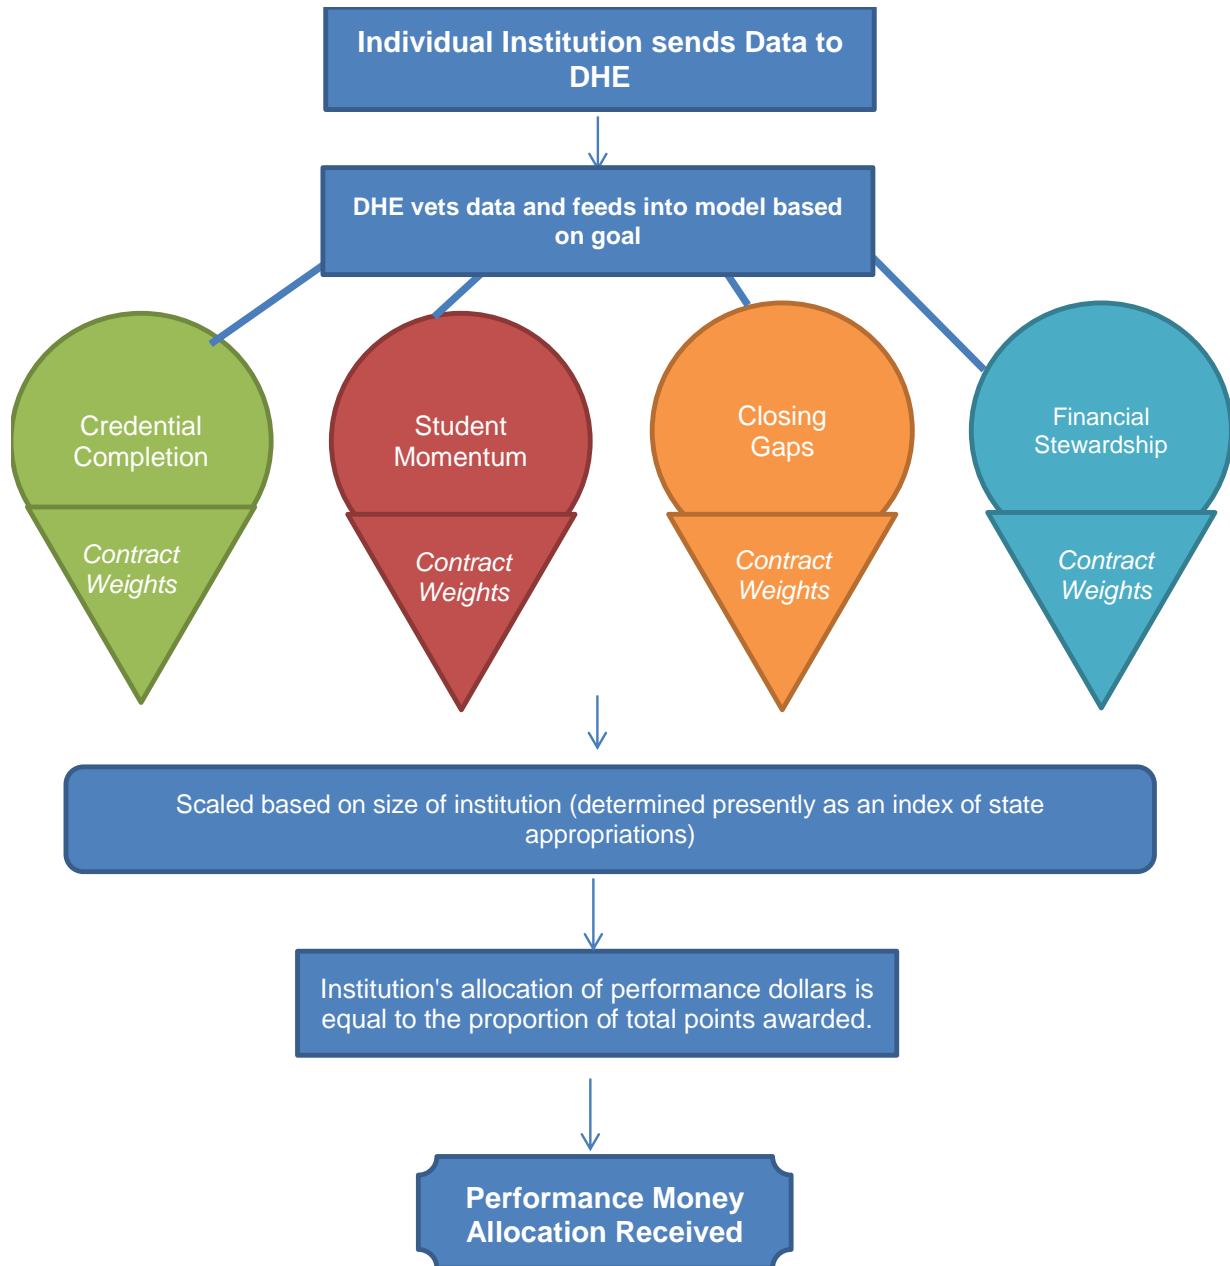 Individual Institution sends Data to
DHE
DHE vets data and feeds into model based
on goal
Credential
Completion
Student
Momentum
Closing
Gaps
Financial
Stewardship
Contract
Weights
Contract
Weights
Contract
Weights
Contract
Weights
Scaled based on size of institution (determined presently as an index of state
appropriations)
Institution's allocation of performance dollars is
equal to the proportion of total points awarded.
Performance Money
Allocation Received